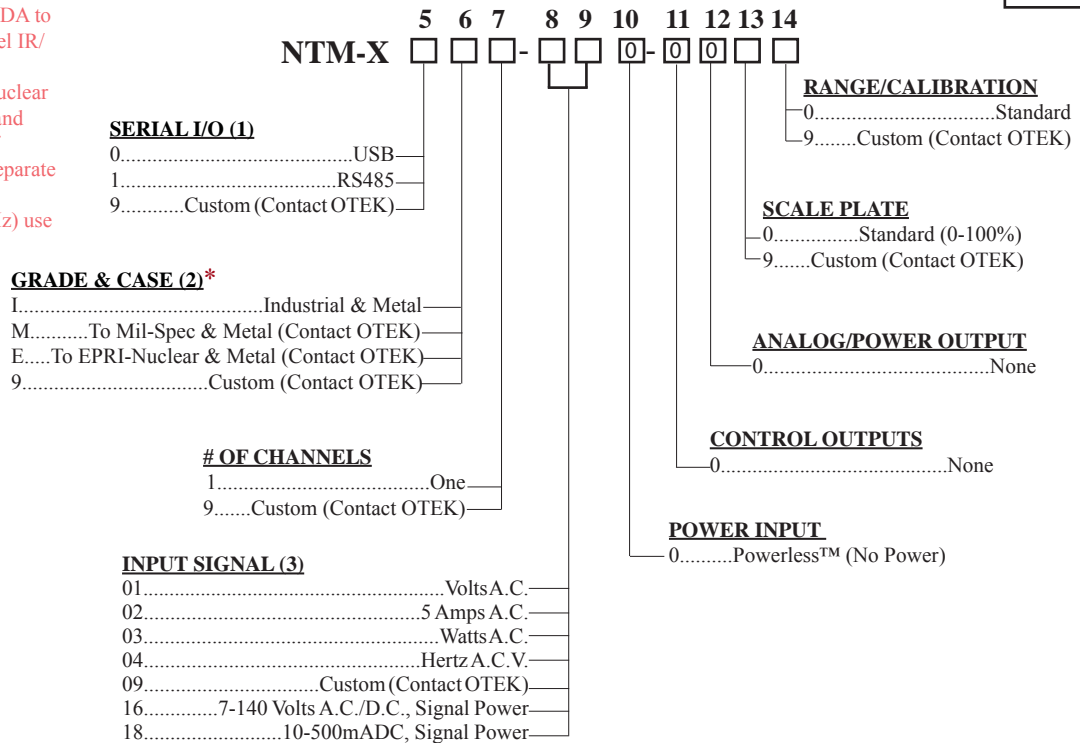 DA to
el IR/
uclear
and
eparate
z) use
5 6 7 8 9 10 11 12 13 14
NTM-X - 0 - 0 0
SERIAL I/O (1)
0...........................................USB
1........................................RS485
9............Custom (Contact OTEK)
GRADE & CASE (2)*
I..........................................Industrial & Metal
M...........To Mil-Spec & Metal (Contact OTEK)
E.....To EPRI-Nuclear & Metal (Contact OTEK)
9................................Custom (Contact OTEK)
# OF CHANNELS
1.....................................One
9.......Custom (Contact OTEK)
INPUT SIGNAL (3)
01....................................................Volts A.C.
02................................................5 Amps A.C.
03...................................................Watts A.C.
04................................................Hertz A.C.V.
09..............................Custom (Contact OTEK)
16.............7-140 Volts A.C./D.C., Signal Power
18........................10-500mADC, Signal Power
RANGE/CALIBRATION
0...............................Standard
9........Custom (Contact OTEK)
SCALE PLATE
0................Standard (0-100%)
9.......Custom (Contact OTEK)
ANALOG/POWER OUTPUT
0.......................................None
CONTROL OUTPUTS
0.......................................None
POWER INPUT
0..........Powerless™ (No Power)